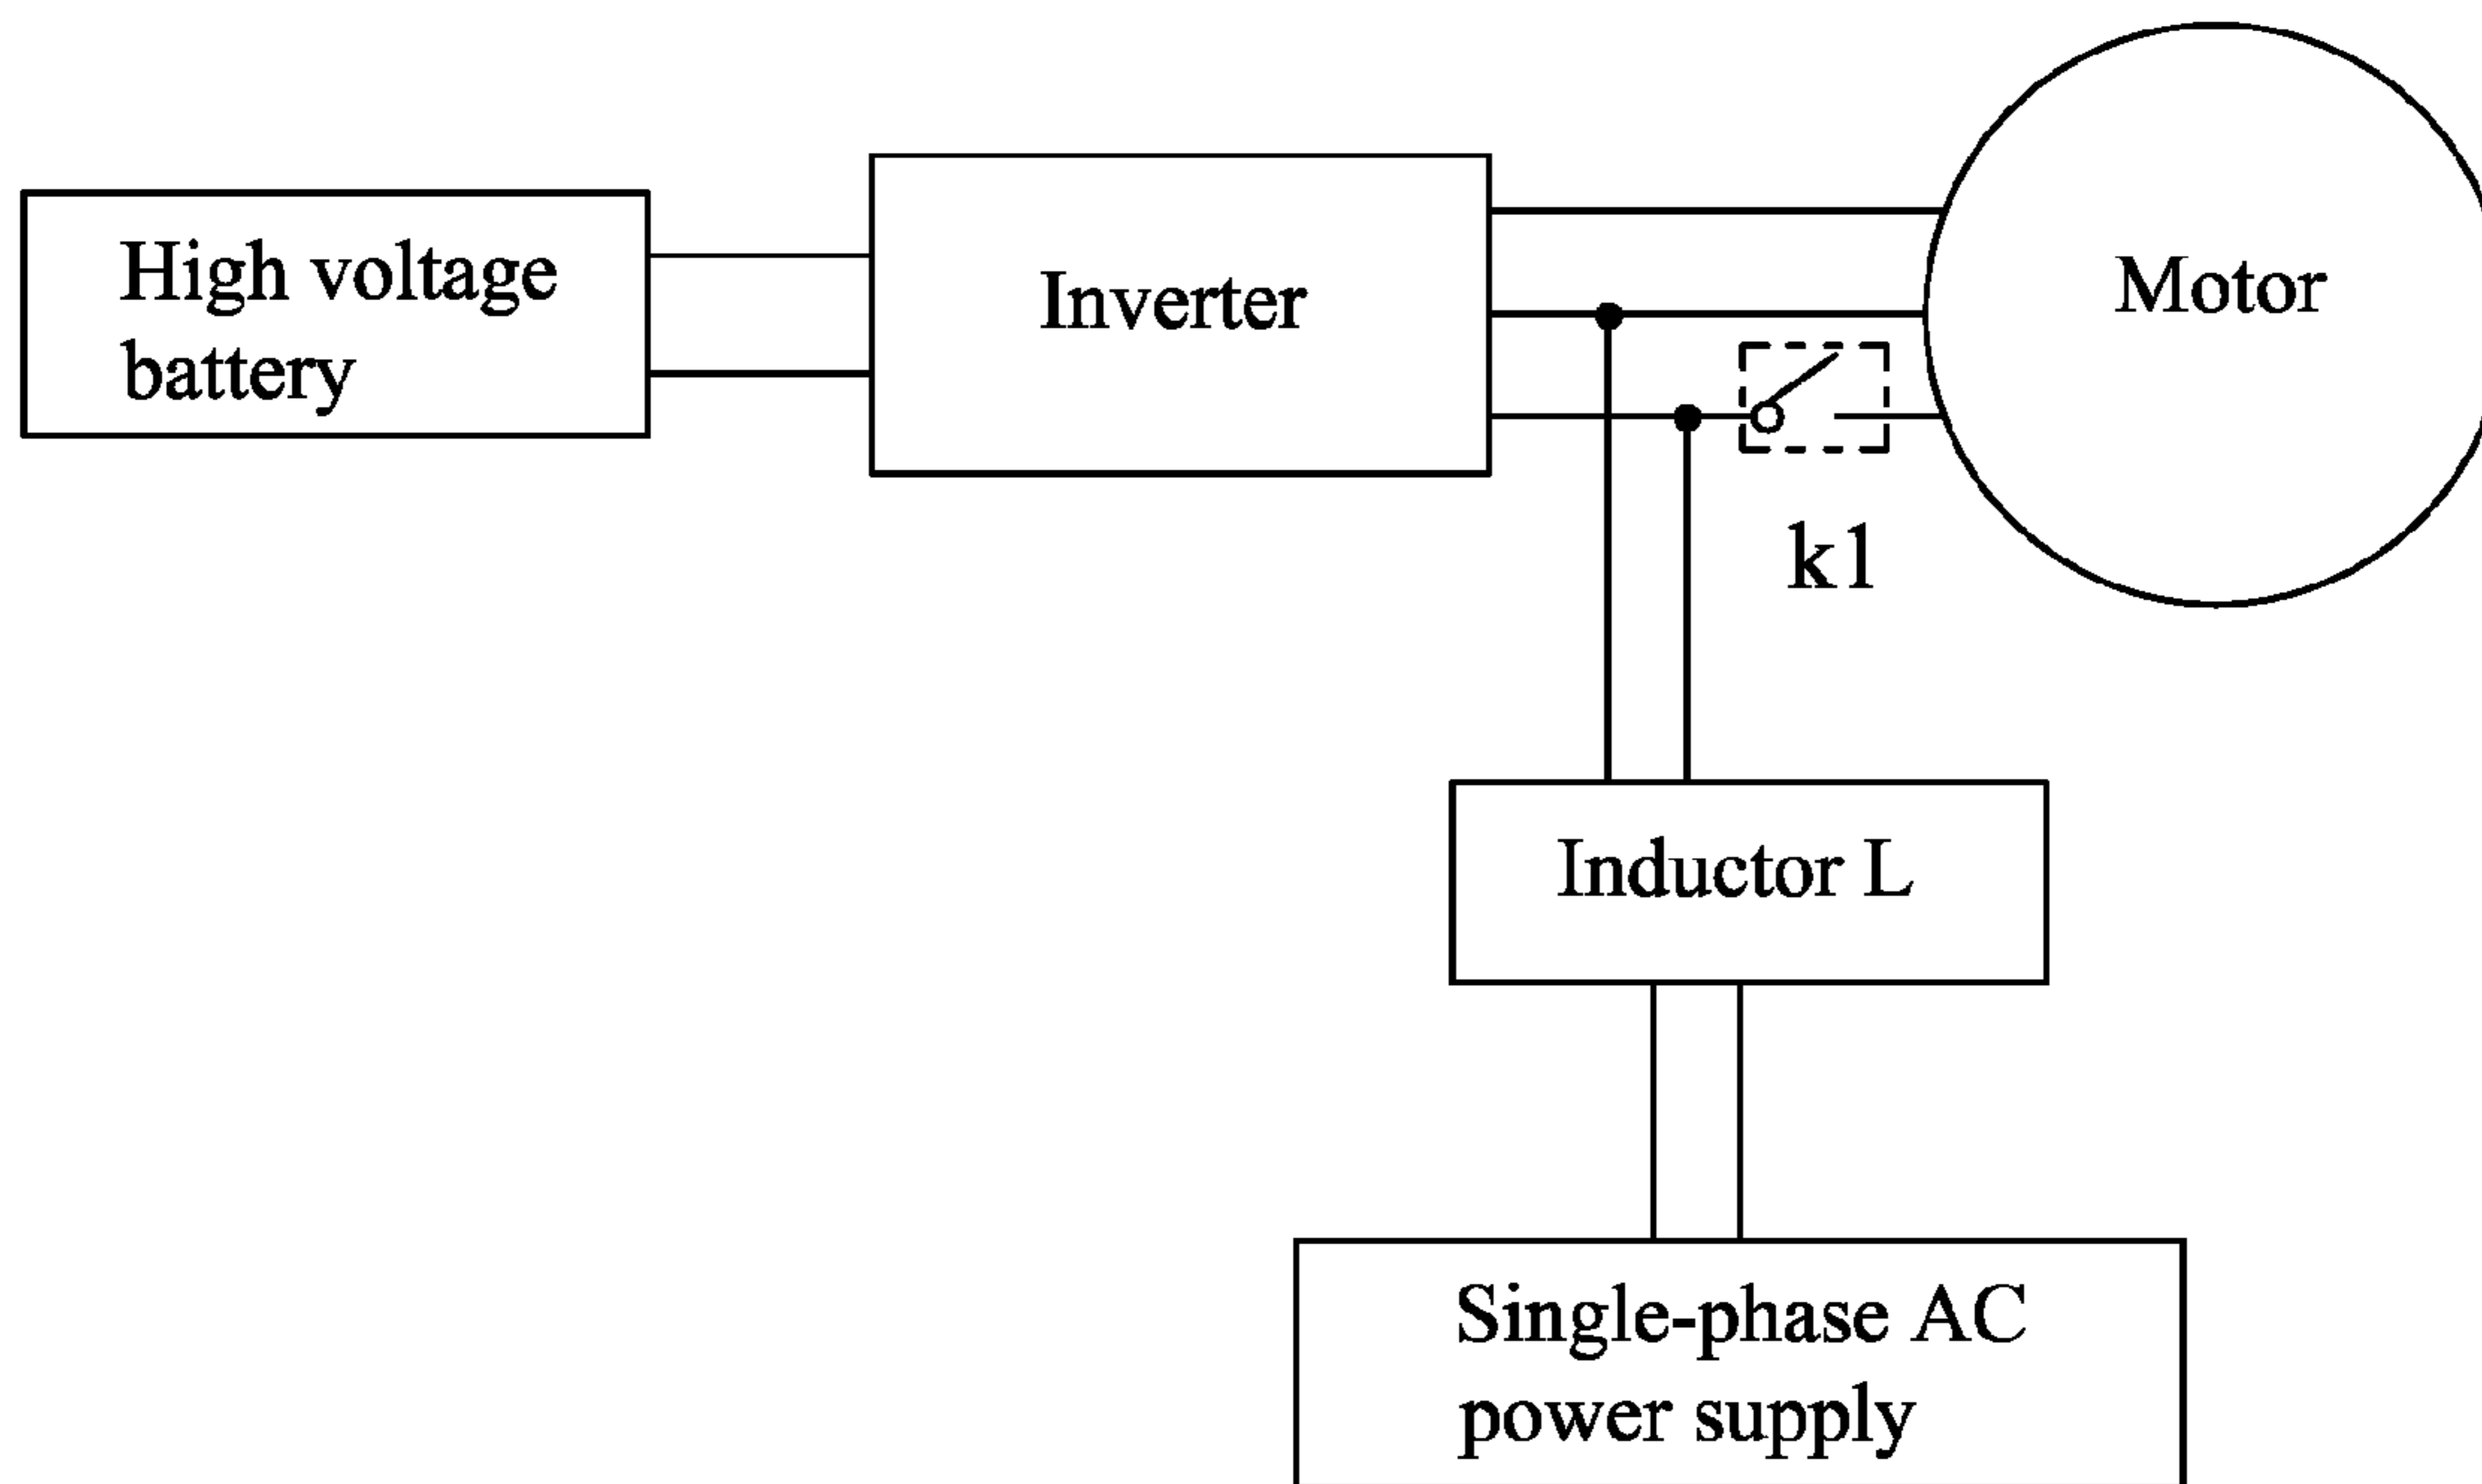 High voltage
battery
Inverter
Motor
k1
Inductor L
Single-phase AC
power supply